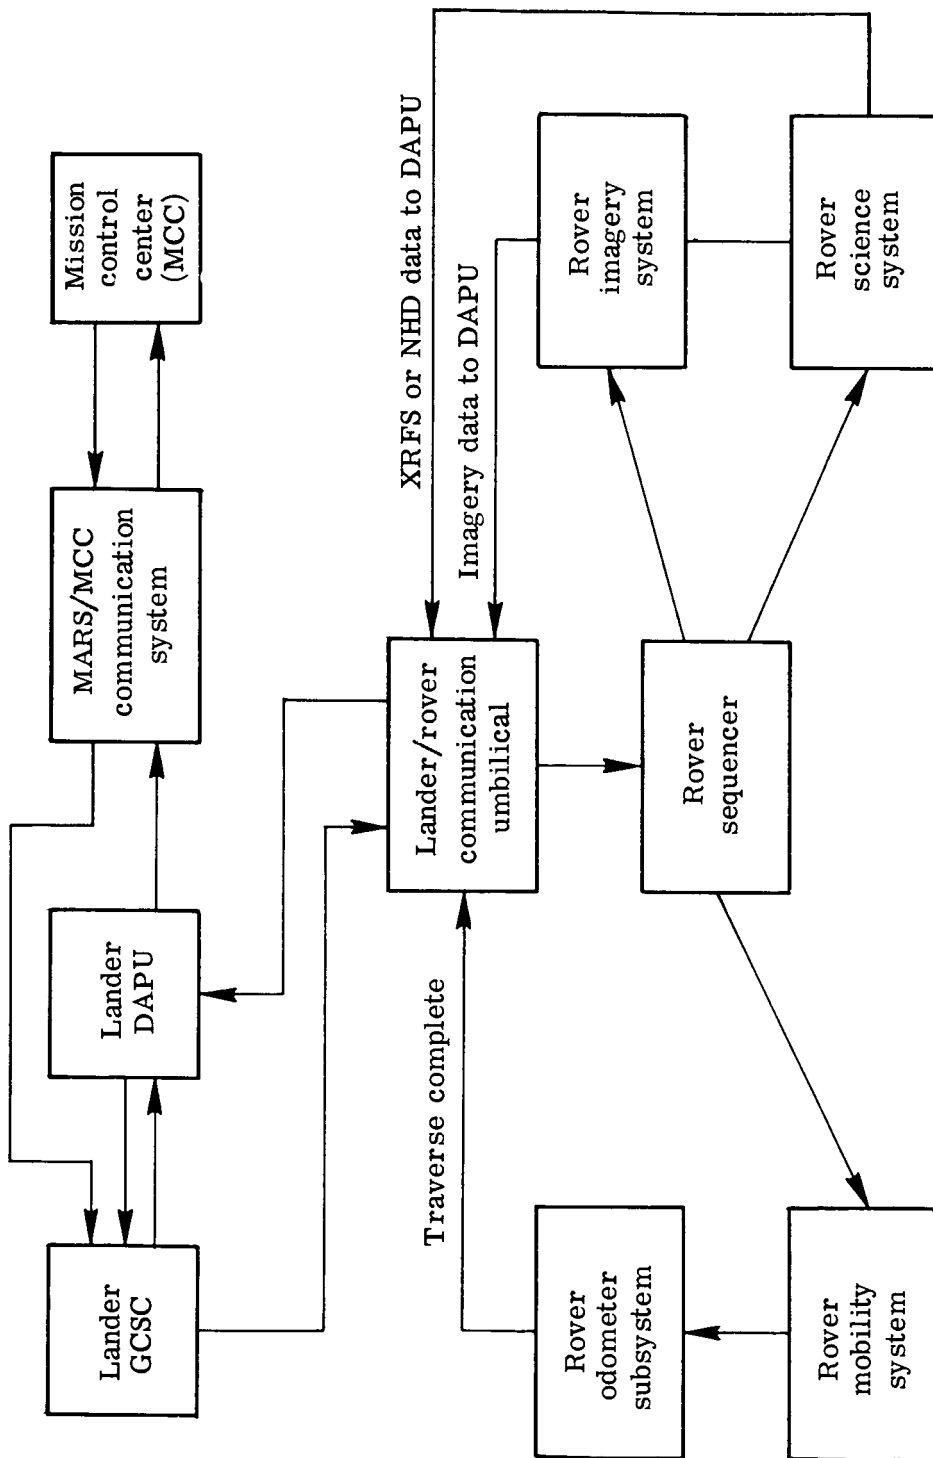 Lander
GCSC
Lander
DAPU
MARS/MCC
communication
system
Mission
control
center
(MCC)
Traverse complete
Lander/rover
communication
umbilical
XRFS or NHD data to DAPU
Imagery data to DAPU
Rover
odometer
subsystem
Rover
imagery
system
Rover
mobility
system
Rover
sequencer
Rover
science
system